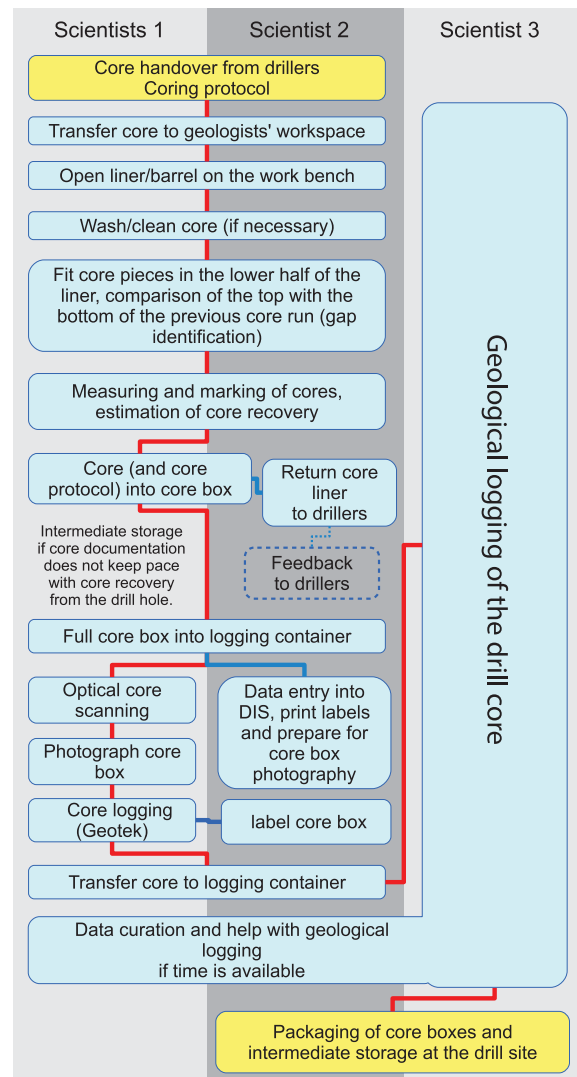 Scientists 1
Scientist 2
Scientist 3
Core handover from drillers
Coring protocol
Transfer core to geologists' workspace
Open liner/barrel on the work bench
Wash/clean core (if necessary)
Fit core pieces in the lower half of the
liner, comparison of the top with the
bottom of the previous core run (gap
identification)
Measuring and marking of cores,
estimation of core recovery
Core (and core
protocol) into core box
Return core
liner
to drillers
Feedback
to drillers
Intermediate storage
if core documentation
does not keep pace
with core recovery
from the drill hole.
Full core box into logging container
Optical core
scanning
Data entry into
DIS, print labels
and prepare for
core box
photography
Photograph core
box
Core logging
(Geotek)
label core box
Transfer core to logging container
Geological logging of the drill core
Data curation and help with geological
logging
if time is available
Packaging of core boxes and
intermediate storage at the drill site